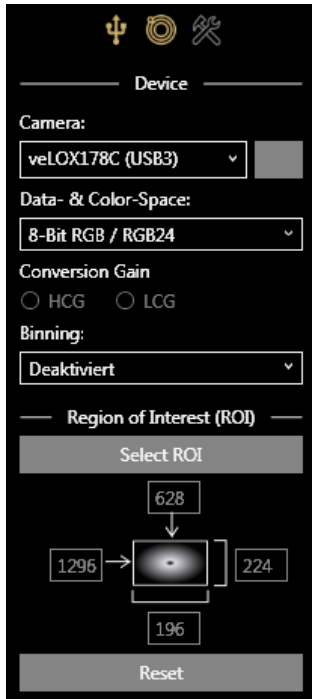 Device
Camera:
veLOX178C (USB3)
Data- & Color-Space:
8-Bit RGB / RGB24
Conversion Gain
HCG LCG
Binning:
Deaktiviert
Region of Interest (ROI)
Select ROI
628
1296 224
196
Reset